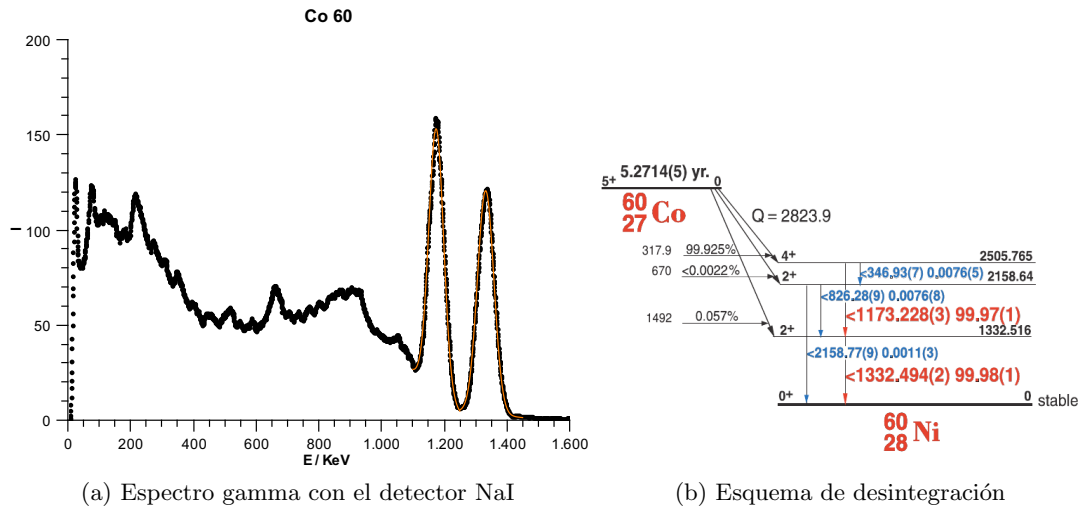 Co 60
200
150
100
50
0
I
0 200 400 600 800 1.000 1.200 1.400 1.600
E / KeV
(a) Espectro gamma con el detector NaI
5+ 5.2714(5) yr. 0
60
27 Co
Q = 2823.9
317.9 99.925% 4+ 2505.765
670 <0.0022% 2+ <346.93(7) 0.0076(5) 2158.64
<826.28(9) 0.0076(8)
<1173.228(3) 99.97(1)
1492 0.057% 2+ 1332.516
<2158.77(9) 0.0011(3)
<1332.494(2) 99.98(1)
0+ 0 stable
60
28 Ni
(b) Esquema de desintegración